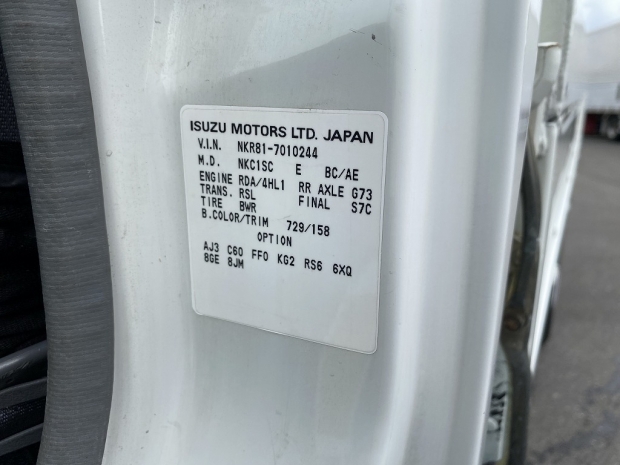 ISUZU MOTORS LTD. JAPAN
V.I.N. NKR81-7010244
M.D. NKC1SC E BC/AE
ENGINE RDA/4HL1 RR AXLE G73
TRANS. RSL FINAL S7C
TIRE BWR
B.COLOR/TRIM 729/158
OPTION
AJ3 C60 FF0 KG2 RS6 6XQ
8GE 8JM